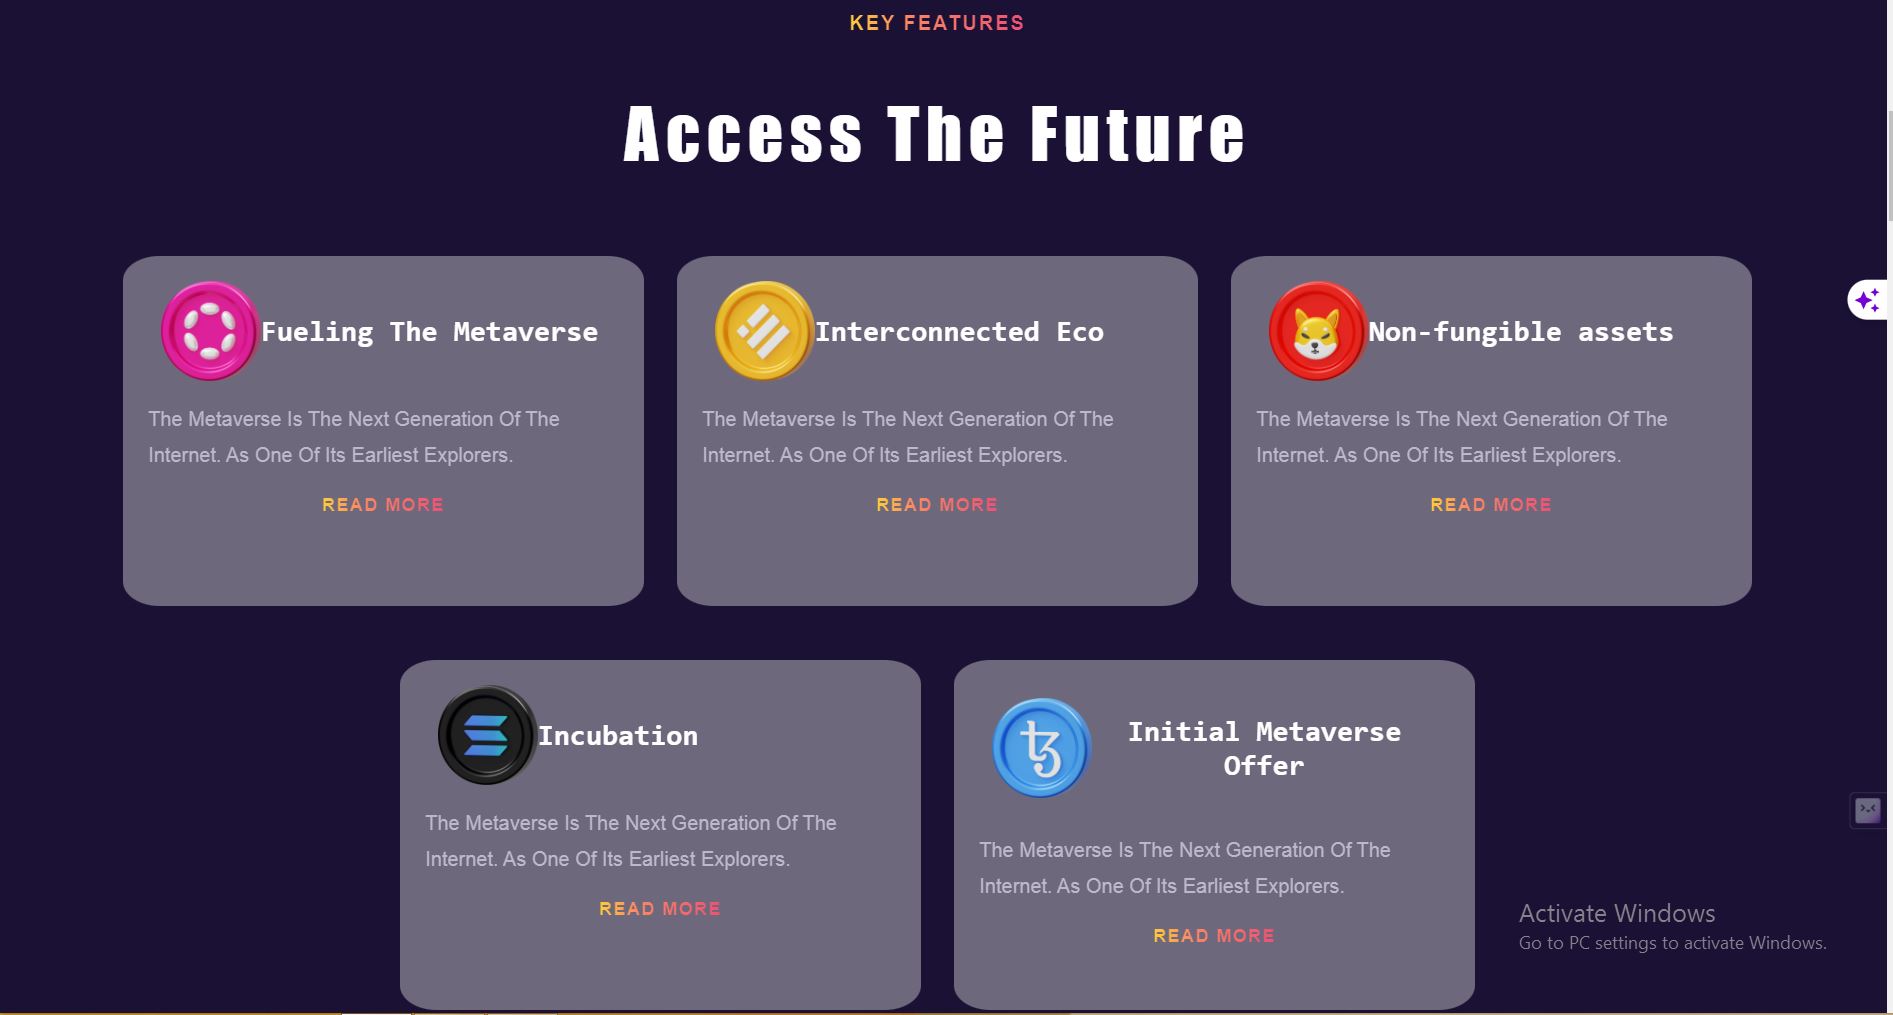 KEY FEATURES
Access The Future
Fueling The Metaverse
The Metaverse Is The Next Generation Of The
Internet. As One Of Its Earliest Explorers.
READ MORE
Interconnected Eco
The Metaverse Is The Next Generation Of The
Internet. As One Of Its Earliest Explorers.
READ MORE
Non-fungible assets
The Metaverse Is The Next Generation Of The
Internet. As One Of Its Earliest Explorers.
READ MORE
Incubation
The Metaverse Is The Next Generation Of The
Internet. As One Of Its Earliest Explorers.
READ MORE
Initial Metaverse
Offer
The Metaverse Is The Next Generation Of The
Internet. As One Of Its Earliest Explorers.
READ MORE
Activate Windows
Go to PC settings to activate Windows.